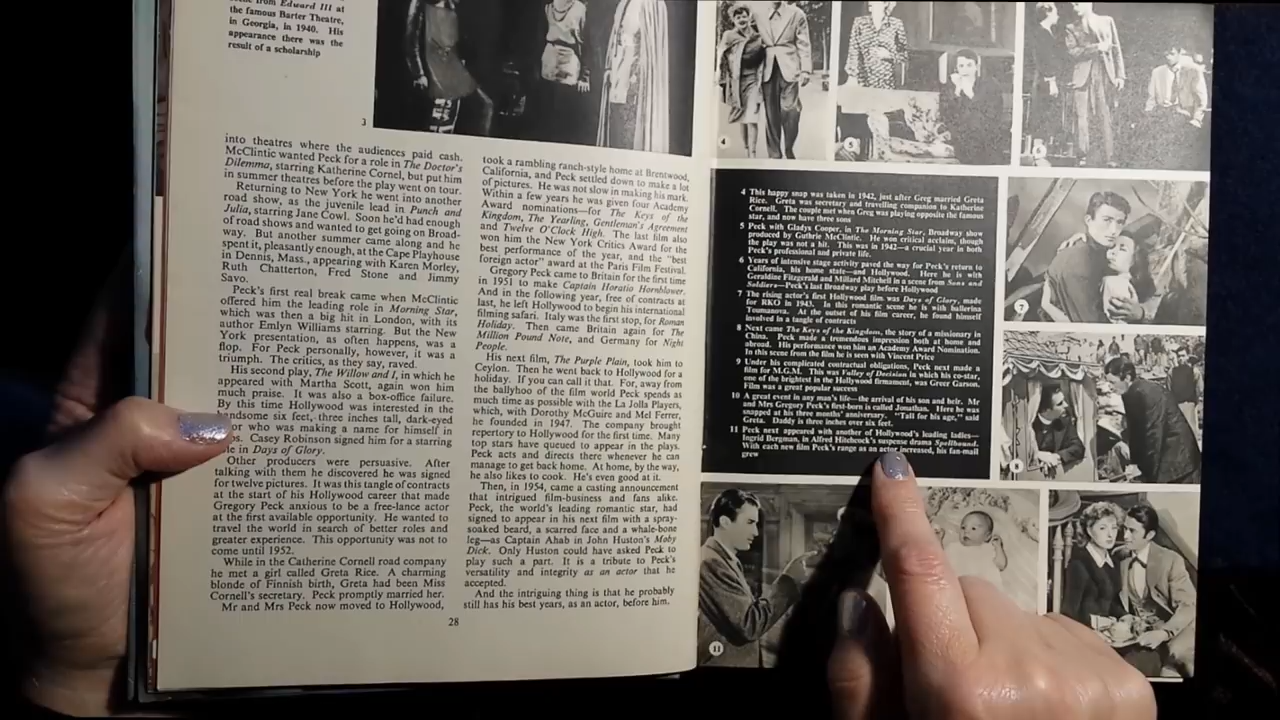 scene from Edward III at
the famous Barter Theatre,
in Georgia, in 1940. His
appearance there was the
result of a scholarship
3
into theatres where the audiences paid cash.
McClintic wanted Peck for a role in The Doctor's
Dilemma, starring Katherine Cornel, but put him
in summer theatres before the play went on tour.
Returning to New York he went into another
road show, as the juvenile lead in Punch and
Julia, starring Jane Cowl. Soon he'd had enough
of road shows and wanted to get going on Broad-
way. But another summer came along and he
spent it, pleasantly enough, at the Cape Playhouse
in Dennis, Mass., appearing with Karen Morley,
Ruth Chatterton, Fred Stone and Jimmy
Savo.
Peck's first real break came when McClintic
offered him the leading role in Morning Star,
which was then a big hit in London, with its
author Emlyn Williams starring. But the New
York presentation, as often happens, was a
flop. For Peck personally, however, it was a
triumph. The critics, as they say, raved.
His second play, The Willow and I, in which he
appeared with Martha Scott, again won him
much praise. It was also a box-office failure.
By this time Hollywood was interested in the
handsome six feet, three inches tall, dark-eyed
or who was making a name for himself in
os. Casey Robinson signed him for a starring
le in Days of Glory.
Other producers were persuasive. After
talking with them he discovered he was signed
for twelve pictures. It was this tangle of contracts
at the start of his Hollywood career that made
Gregory Peck anxious to be a free-lance actor
at the first available opportunity. He wanted to
travel the world in search of better roles and
greater experience. This opportunity was not to
come until 1952.
While in the Catherine Cornell road company
he met a girl called Greta Rice. A charming
blonde of Finnish birth, Greta had been Miss
Cornell's secretary. Peck promptly married her.
Mr and Mrs Peck now moved to Hollywood,
took a rambling ranch-style home at Brentwood,
California, and Peck settled down to make a lot
of pictures. He was not slow in making his mark.
Within a few years he was given four Academy
Award nominations—for The Keys of the
Kingdom, The Yearling, Gentlemen's Agreement
and Twelve O'Clock High. The last film also
won him the New York Critics Award for the
best performance of the year, and the "best
foreign actor" award at the Paris Film Festival.
Gregory Peck came to Britain for the first time
in 1951 to make Captain Horatio Hornblower.
And in the following year, free of contracts at
last, he left Hollywood to begin his international
filming safari. Italy was the first stop, for Roman
Holiday. Then came Britain again for The
Million Pound Note, and Germany for Night
People.
His next film, The Purple Plain, took him to
Ceylon. Then he went back to Hollywood for a
holiday. If you can call it that. For, away from
the ballyhoo of the film world Peck spends as
much time as possible with the La Jolla Players,
which, with Dorothy McGuire and Mel Ferrer,
he founded in 1947. The company brought
repertory to Hollywood for the first time. Many
top stars have queued to appear in the plays.
Peck acts and directs there whenever he can
manage to get back home. At home, by the way,
he also likes to cook. He's even good at it.
Then, in 1954, came a casting announcement
that intrigued film-business and fans alike.
Peck, the world's leading romantic star, had
signed to appear in his next film with a spray-
soaked beard, a scarred face and a whale-bone
leg—as Captain Ahab in John Huston's Moby
Dick. Only Huston could have asked Peck to
play such a part. It is a tribute to Peck's
versatility and integrity as an actor that he
accepted.
And the intriguing thing is that he probably
still has his best years, as an actor, before him.
28
4
5
6
4 This happy snap was taken in 1942, just after Greg married Greta
Rice. Greta was secretary and travelling companion to Katherine
Cornell. The couple met when Greg was playing opposite the famous
star, and now have three sons
5 Peck with Gladys Cooper, in The Morning Star, Broadway show
produced by Guthrie McClintic. He won critical acclaim, though
the play was not a hit. This was in 1942—a crucial year in both
Peck's professional and private life.
6 Years of intensive stage activity paved the way for Peck's return to
California, his home state—and Hollywood. Here he is with
Geraldine Fitzgerald and Millard Mitchell in a scene from Sons and
Soldiers—Peck's last Broadway play before Hollywood
7 The rising actor's first Hollywood film was Days of Glory, made
for RKO in 1943. In this romantic scene he is with ballerina
Toumanova. At the outset of his film career, he found himself
involved in a tangle of contracts
8 Next came The Keys of the Kingdom, the story of a missionary in
China. Peck made a tremendous impression both at home and
abroad. His performance won him an Academy Award Nomination.
In this scene from the film he is seen with Vincent Price
9 Under his complicated contractual obligations, Peck next made a
film for M.G.M. This was Valley of Decision in which his co-star,
one of the brightest in the Hollywood firmament, was Greer Garson.
Film was a great popular success
10 A great event in any man's life—the arrival of his son and heir. Mr
and Mrs Gregory Peck's first-born is called Jonathan. Here he was
snapped at his three months' anniversary. "Tall for his age," said
Greta. Daddy is three inches over six feet.
11 Peck next appeared with another of Hollywood's leading ladies—
Ingrid Bergman, in Alfred Hitchcock's suspense drama Spellbound.
With each new film Peck's range as an actor increased, his fan-mail
grew
7
8
11